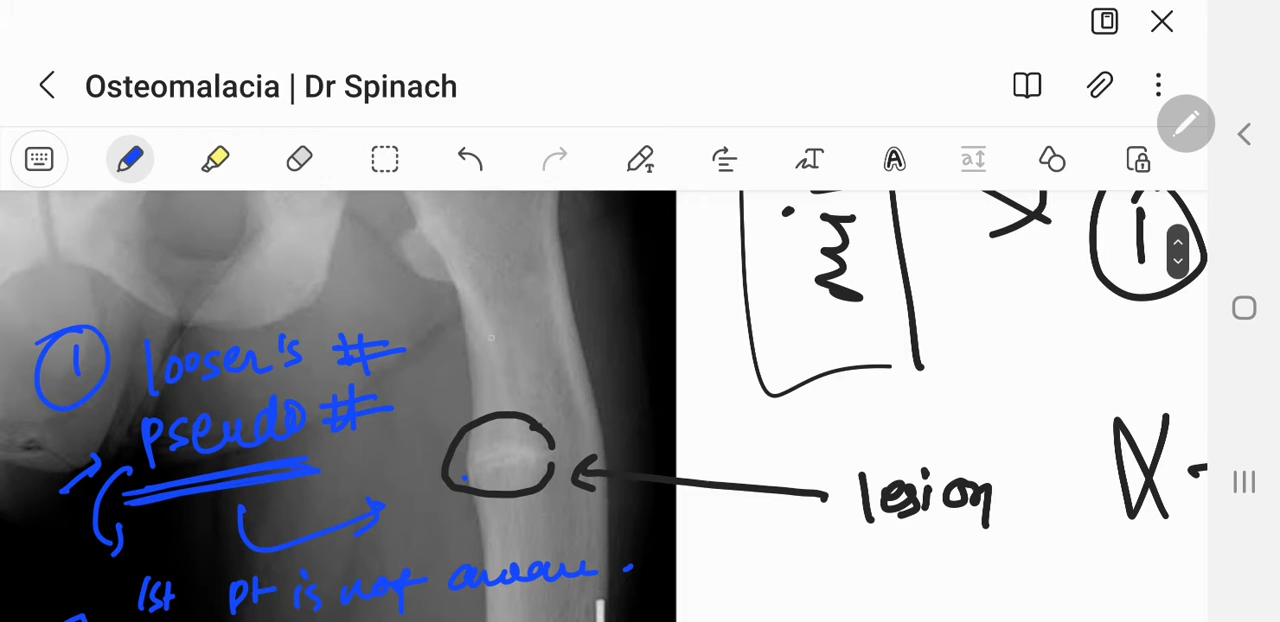 Osteomalacia | Dr Spinach
① looser's #
pseudo #
lesion
1st pt is not aware.